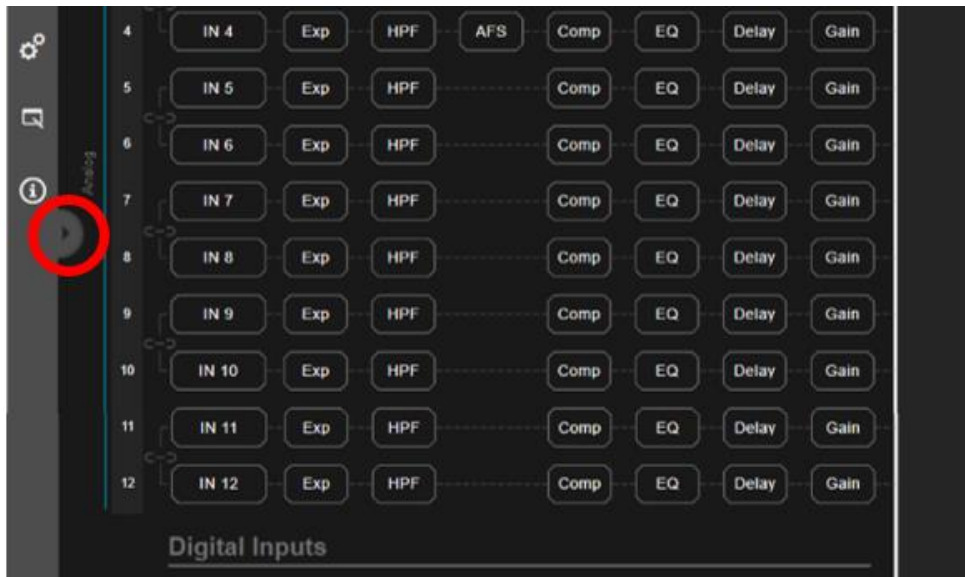 4 IN 4 Exp HPF AFS Comp EQ Delay Gain
5 IN 5 Exp HPF Comp EQ Delay Gain
6 IN 6 Exp HPF Comp EQ Delay Gain
Analog
7 IN 7 Exp HPF Comp EQ Delay Gain
8 IN 8 Exp HPF Comp EQ Delay Gain
9 IN 9 Exp HPF Comp EQ Delay Gain
10 IN 10 Exp HPF Comp EQ Delay Gain
11 IN 11 Exp HPF Comp EQ Delay Gain
12 IN 12 Exp HPF Comp EQ Delay Gain
Digital Inputs